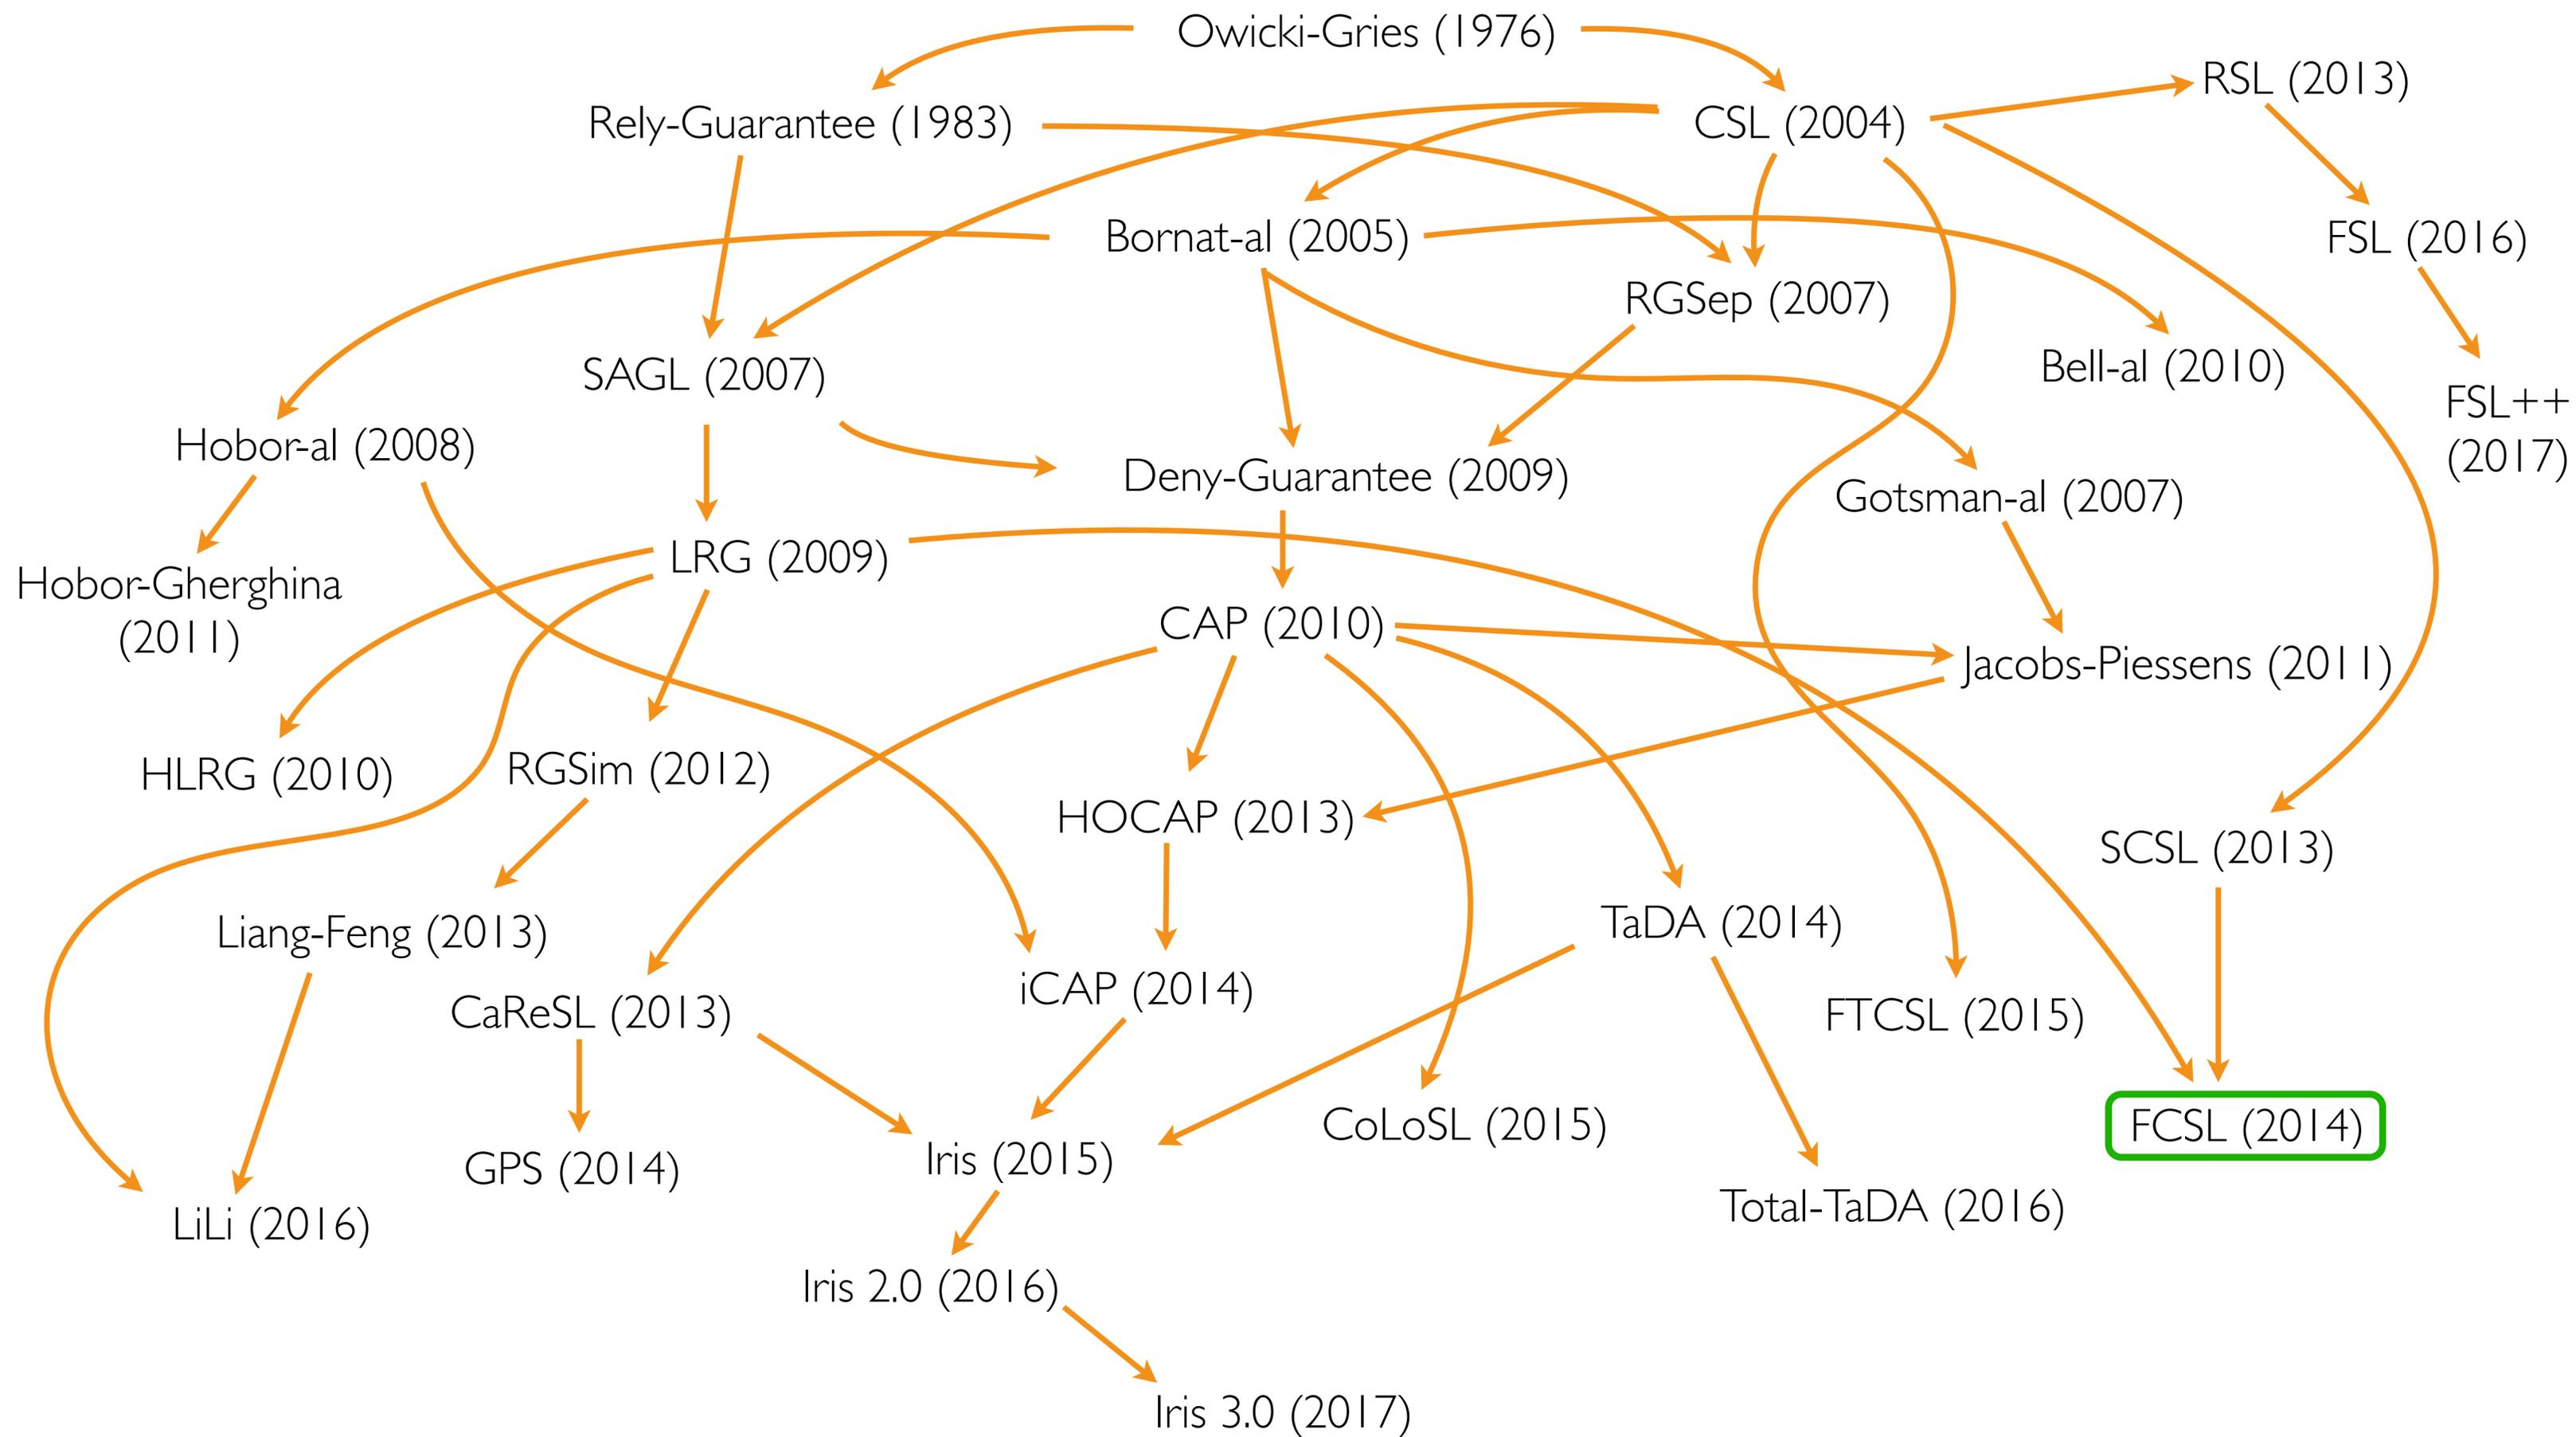 Owicki-Gries (1976)
RSL (2013)
Rely-Guarantee (1983)
CSL (2004)
Bornat-al (2005)
FSL (2016)
RGSep (2007)
SAGL (2007)
Bell-al (2010)
FSL++
(2017)
Hobor-al (2008)
Deny-Guarantee (2009)
Gotsman-al (2007)
LRG (2009)
Hobor-Gherghina
(2011)
CAP (2010)
Jacobs-Piessens (2011)
HLRG (2010)
RGSim (2012)
HOCAP (2013)
SCSL (2013)
Liang-Feng (2013)
TaDA (2014)
iCAP (2014)
CaReSL (2013)
FTCSL (2015)
CoLoSL (2015)
FCSL (2014)
GPS (2014)
Iris (2015)
Total-TaDA (2016)
LiLi (2016)
Iris 2.0 (2016)
Iris 3.0 (2017)